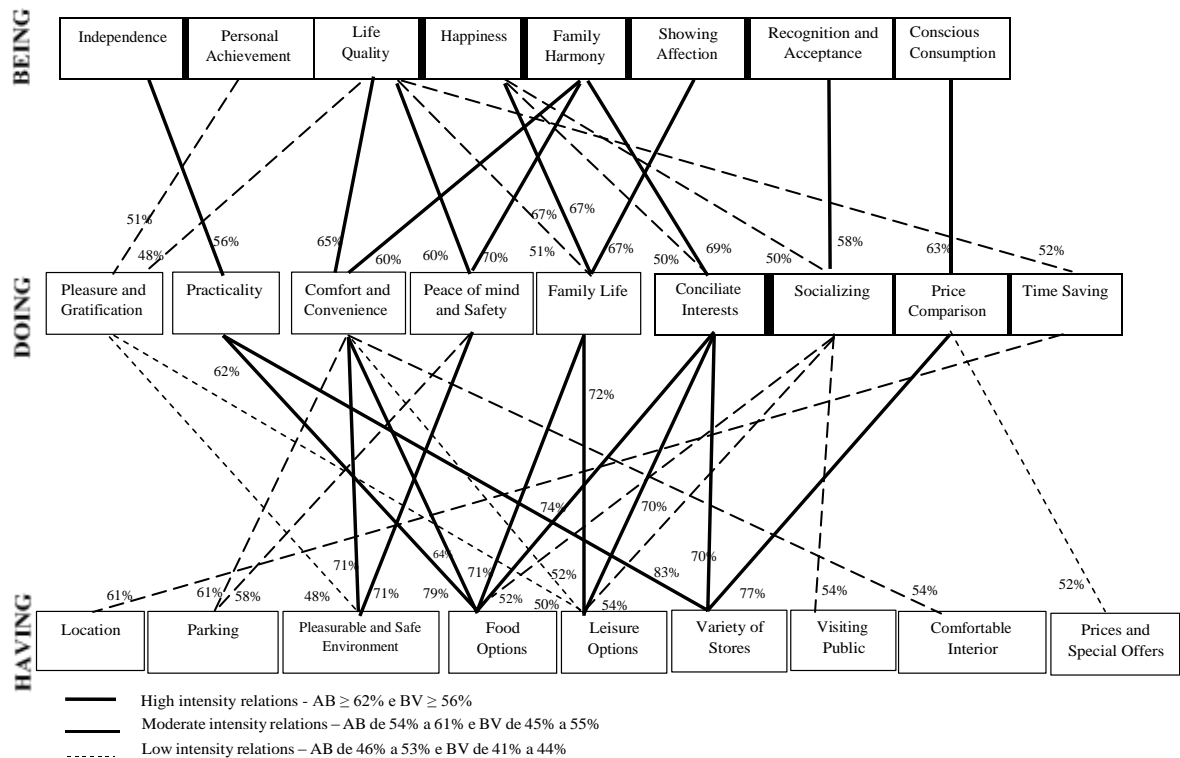 BEING
Independence
Personal
Achievement
Life
Quality
Happiness
Family
Harmony
Showing
Affection
Recognition and
Acceptance
Conscious
Consumption
51%
48%
56%
65%
60%
60%
70%
67%
67%
51%
67%
50%
69%
50%
58%
63%
52%
DOING
Pleasure and
Gratification
Practicality
Comfort and
Convenience
Peace of mind
and Safety
Family Life
Conciliate
Interests
Socializing
Price
Comparison
Time Saving
62%
72%
74%
70%
71%
64%
71%
52%
70%
83%
61%
61%
58%
48%
71%
79%
52%
50%
54%
77%
54%
54%
52%
HAVING
Location
Parking
Pleasurable and Safe
Environment
Food
Options
Leisure
Options
Variety of
Stores
Visiting
Public
Comfortable
Interior
Prices and
Special Offers
High intensity relations - AB ≥ 62% e BV ≥ 56%
Moderate intensity relations – AB de 54% a 61% e BV de 45% a 55%
Low intensity relations – AB de 46% a 53% e BV de 41% a 44%